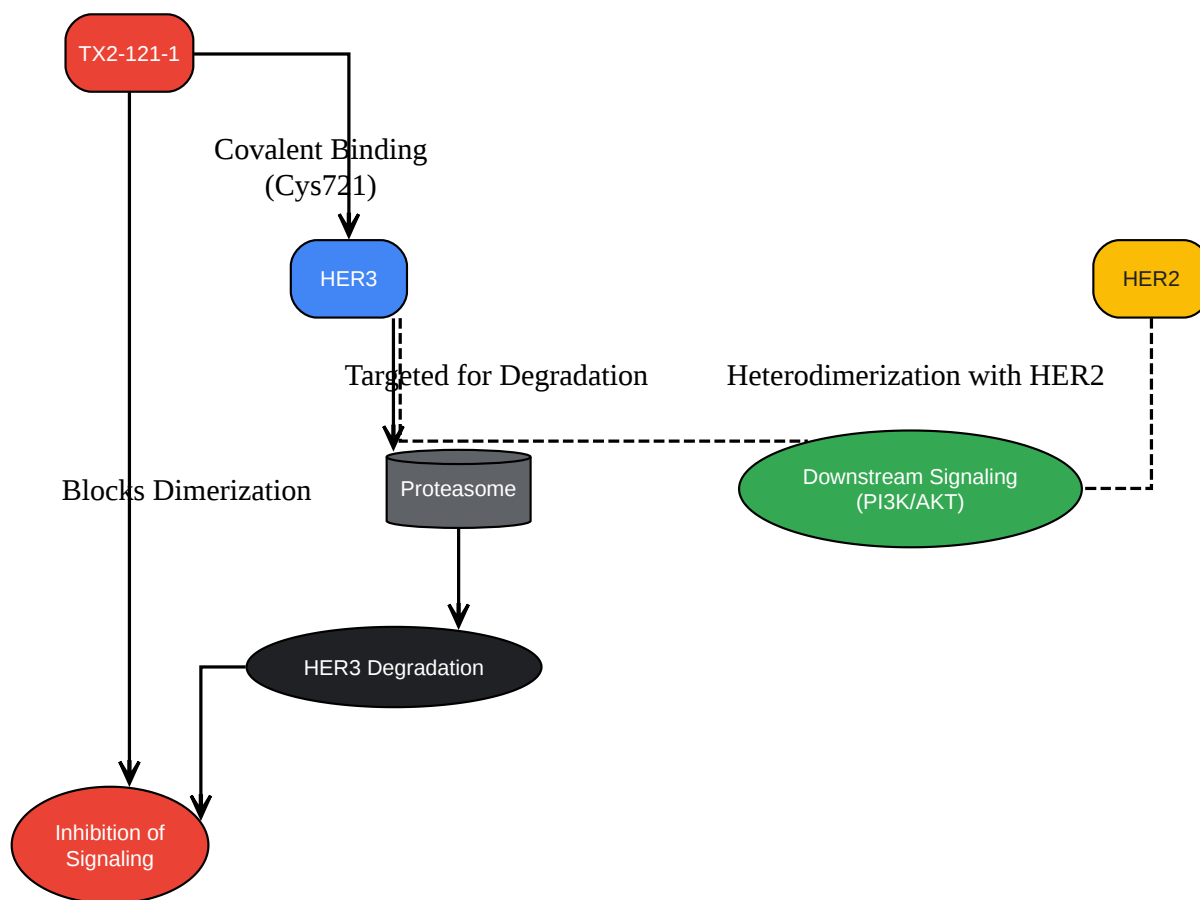 TX2-121-1
Covalent Binding
(Cys721)
HER3
HER2
Targeted for Degradation
Heterodimerization with HER2
Downstream Signaling
(PI3K/AKT)
Blocks Dimerization
Proteasome
HER3 Degradation
Inhibition of
Signaling